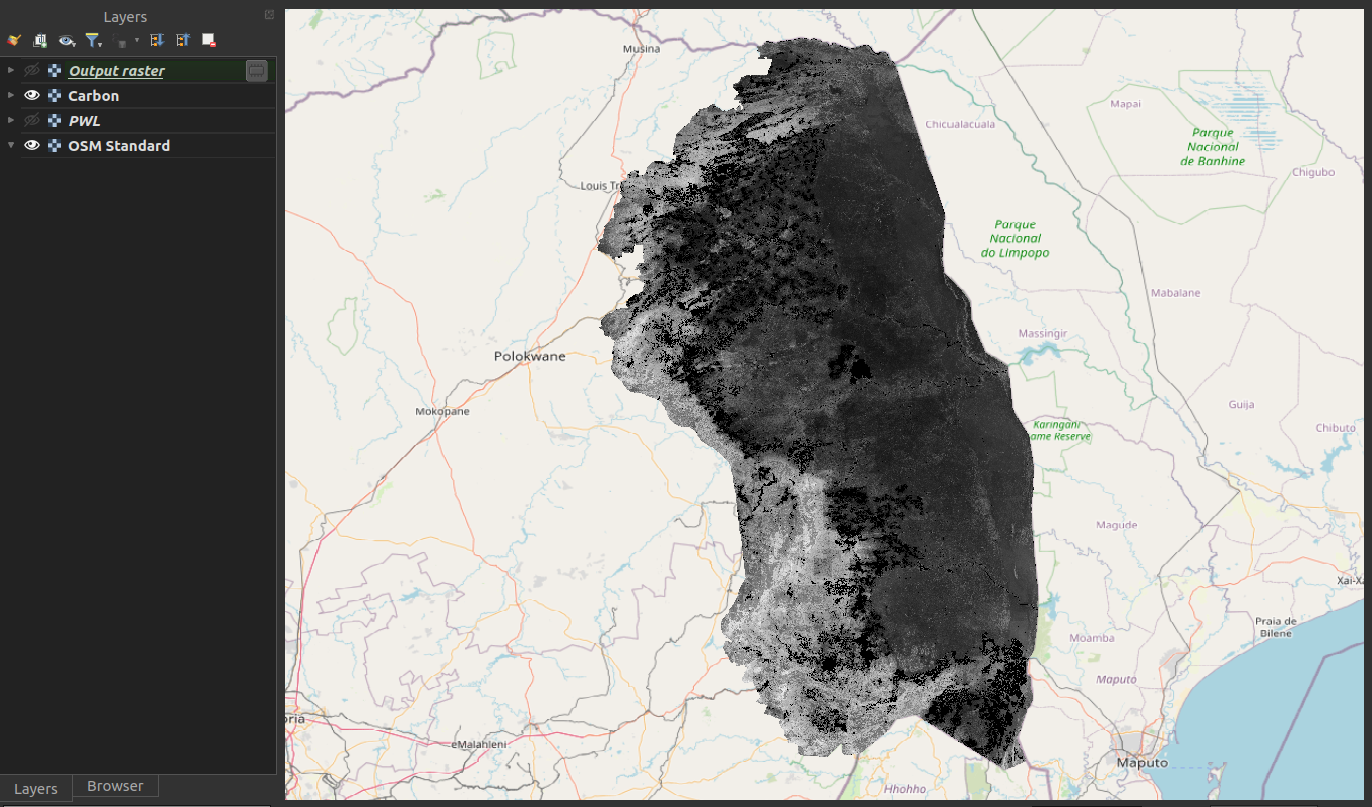 Layers
Output raster
Carbon
PWL
OSM Standard
Layers
Browser
Musina
Mapai
Chicualacuala
Parque
Nacional
de Banhine
Chigubo
Louis Tr
Parque
Nacional
do Limpopo
Mabalane
Massingir
Polokwane
Mokopane
Guija
Karingani
ame Reserve
Chibuto
Magude
Xai-Xa
Praia de
Bilene
Moamba
Maputo
ria
eMalahleni
Maputo
Hhohho